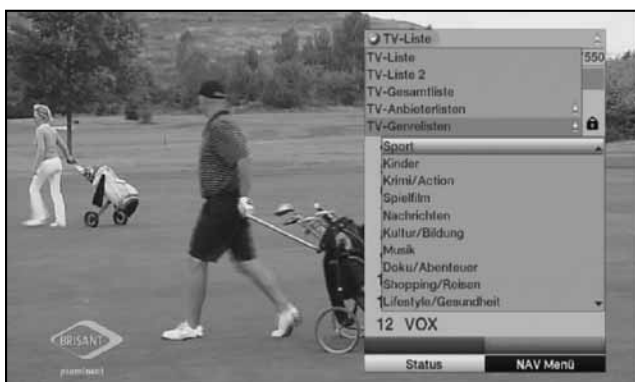 TV-Liste
TV-Liste
550
TV-Liste 2
TV-Gesamtliste
TV-Anbieterlisten
TV-Genrelisten
Sport
Kinder
Krimi/Action
Spielfilm
Nachrichten
Kultur/Bildung
Musik
Doku/Abenteuer
Shopping/Reisen
Lifestyle/Gesundheit
12 VOX
BRISANT
prominent
Status
NAV Menü